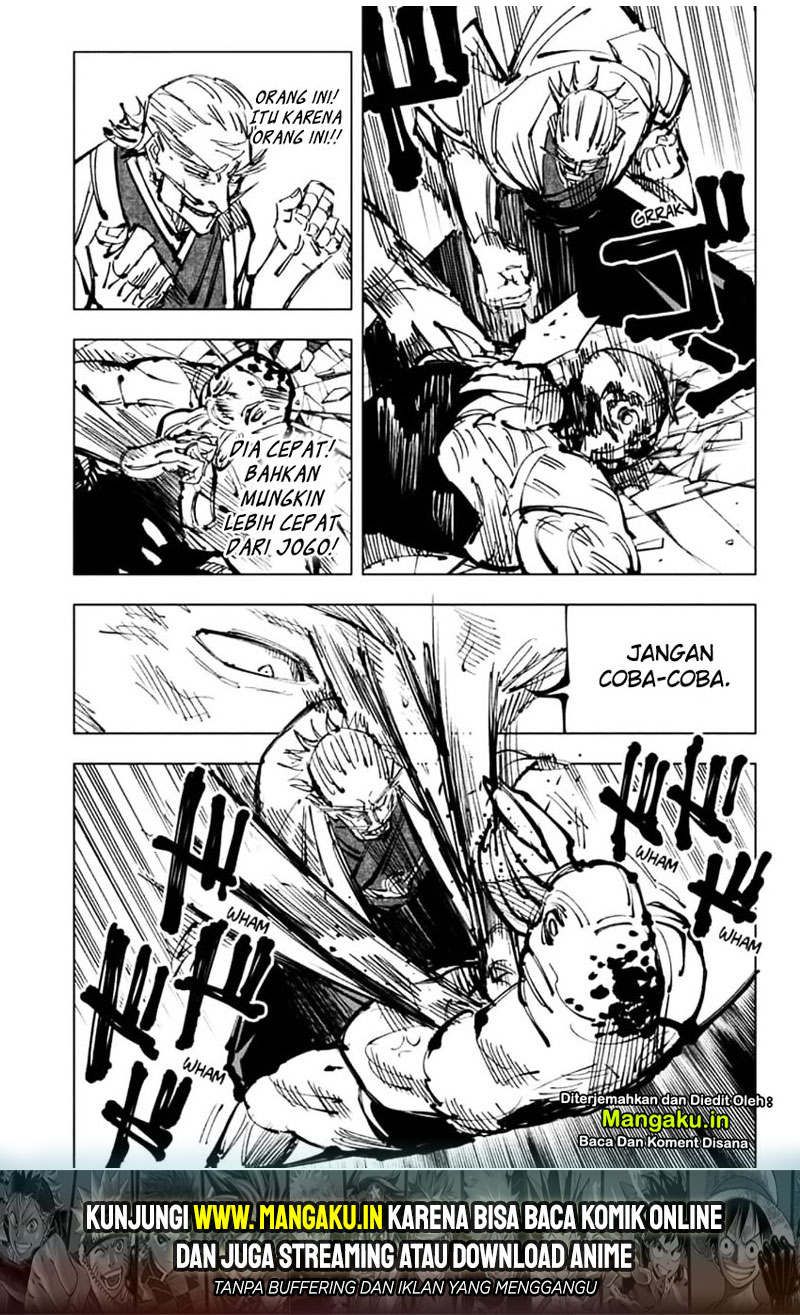 ORANG INI!
ITU KARENA
ORANG INI!!
GRRAK
ゴ
DIA CEPAT!
BAHKAN
MUNGKIN
LEBIH CEPAT
DARI JOGO!
JANGAN
COBA-COBA.
WHAM
WHAM
WHAM
WHAM
Diterjemahkan dan Diedit Oleh :
Mangaku.in
Baca Dan Koment Disana
KUNJUNGI WWW. MANGAKU.IN KARENA BISA BACA KOMIK ONLINE
DAN JUGA STREAMING ATAU DOWNLOAD ANIME
TANPA BUFFERING DAN IKLAN YANG MENGGANGU